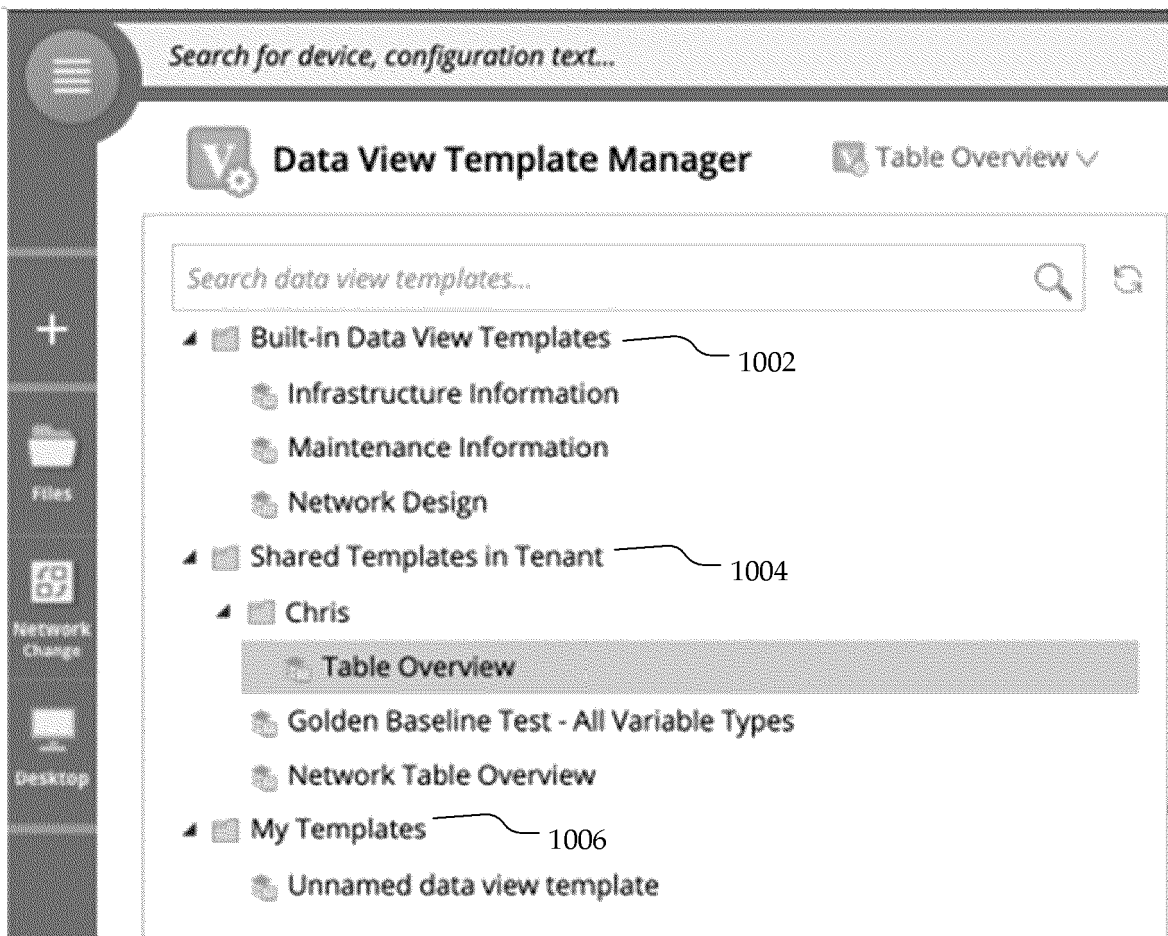 Search for device, configuration text...
V Data View Template Manager V Table Overview
Search data view templates...
Built-in Data View Templates
1002
Infrastructure Information
Maintenance Information
Network Design
Shared Templates in Tenant
1004
Chris
Table Overview
Golden Baseline Test - All Variable Types
Network Table Overview
My Templates
1006
Unnamed data view template
Files
Network
Change
Desktop